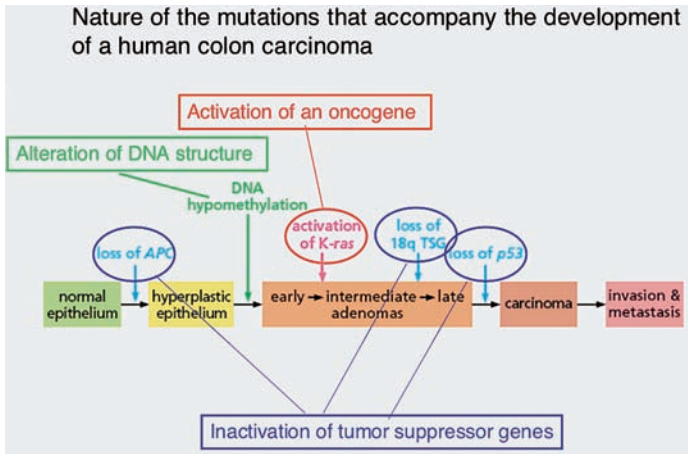 Nature of the mutations that accompany the development
of a human colon carcinoma
Activation of an oncogene
Alteration of DNA structure
DNA
hypomethylation
activation
of K-ras
loss of
18q TSG
loss of APC
loss of p53
normal
epithelium
hyperplastic
epithelium
early intermediate late
adenomas
carcinoma
invasion &
metastasis
Inactivation of tumor suppressor genes